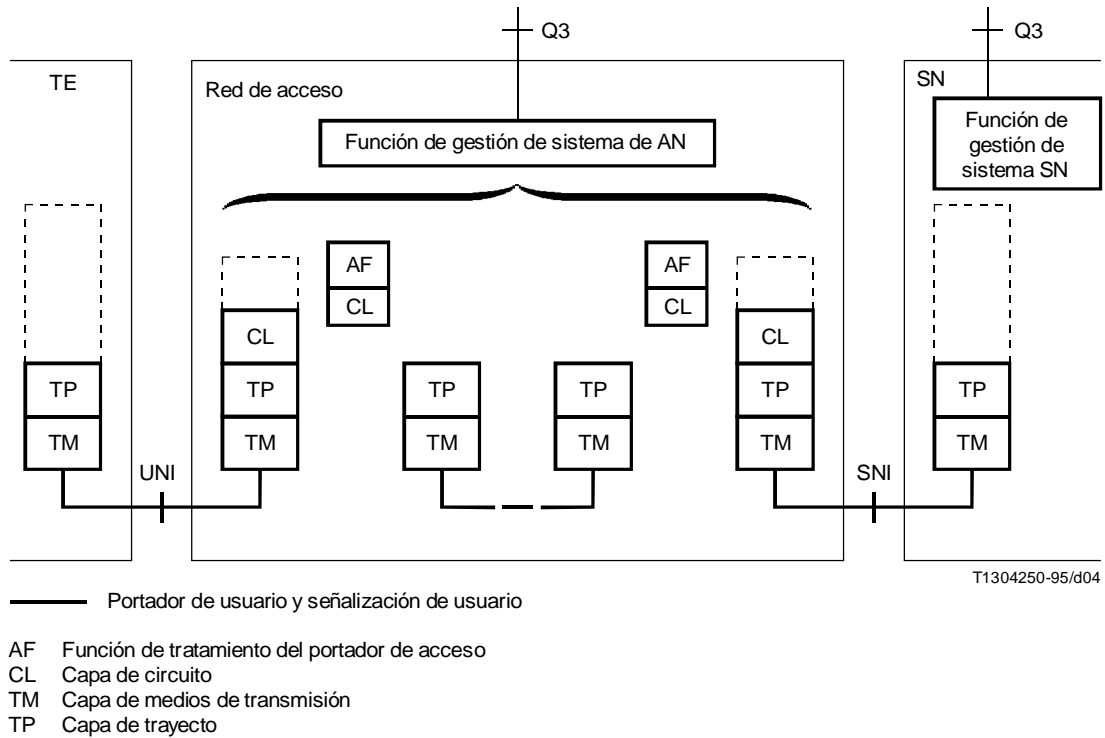 Q3
Q3
TE
Red de acceso
SN
Función de gestión de sistema de AN
Función de
gestión de
sistema SN
AF
CL
AF
CL
CL
CL
TP
TP
TP
TP
TP
TP
TM
TM
TM
TM
TM
TM
UNI
SNI
T1304250-95/d04
Portador de usuario y señalización de usuario
AF Función de tratamiento del portador de acceso
CL Capa de circuito
TM Capa de medios de transmisión
TP Capa de trayecto